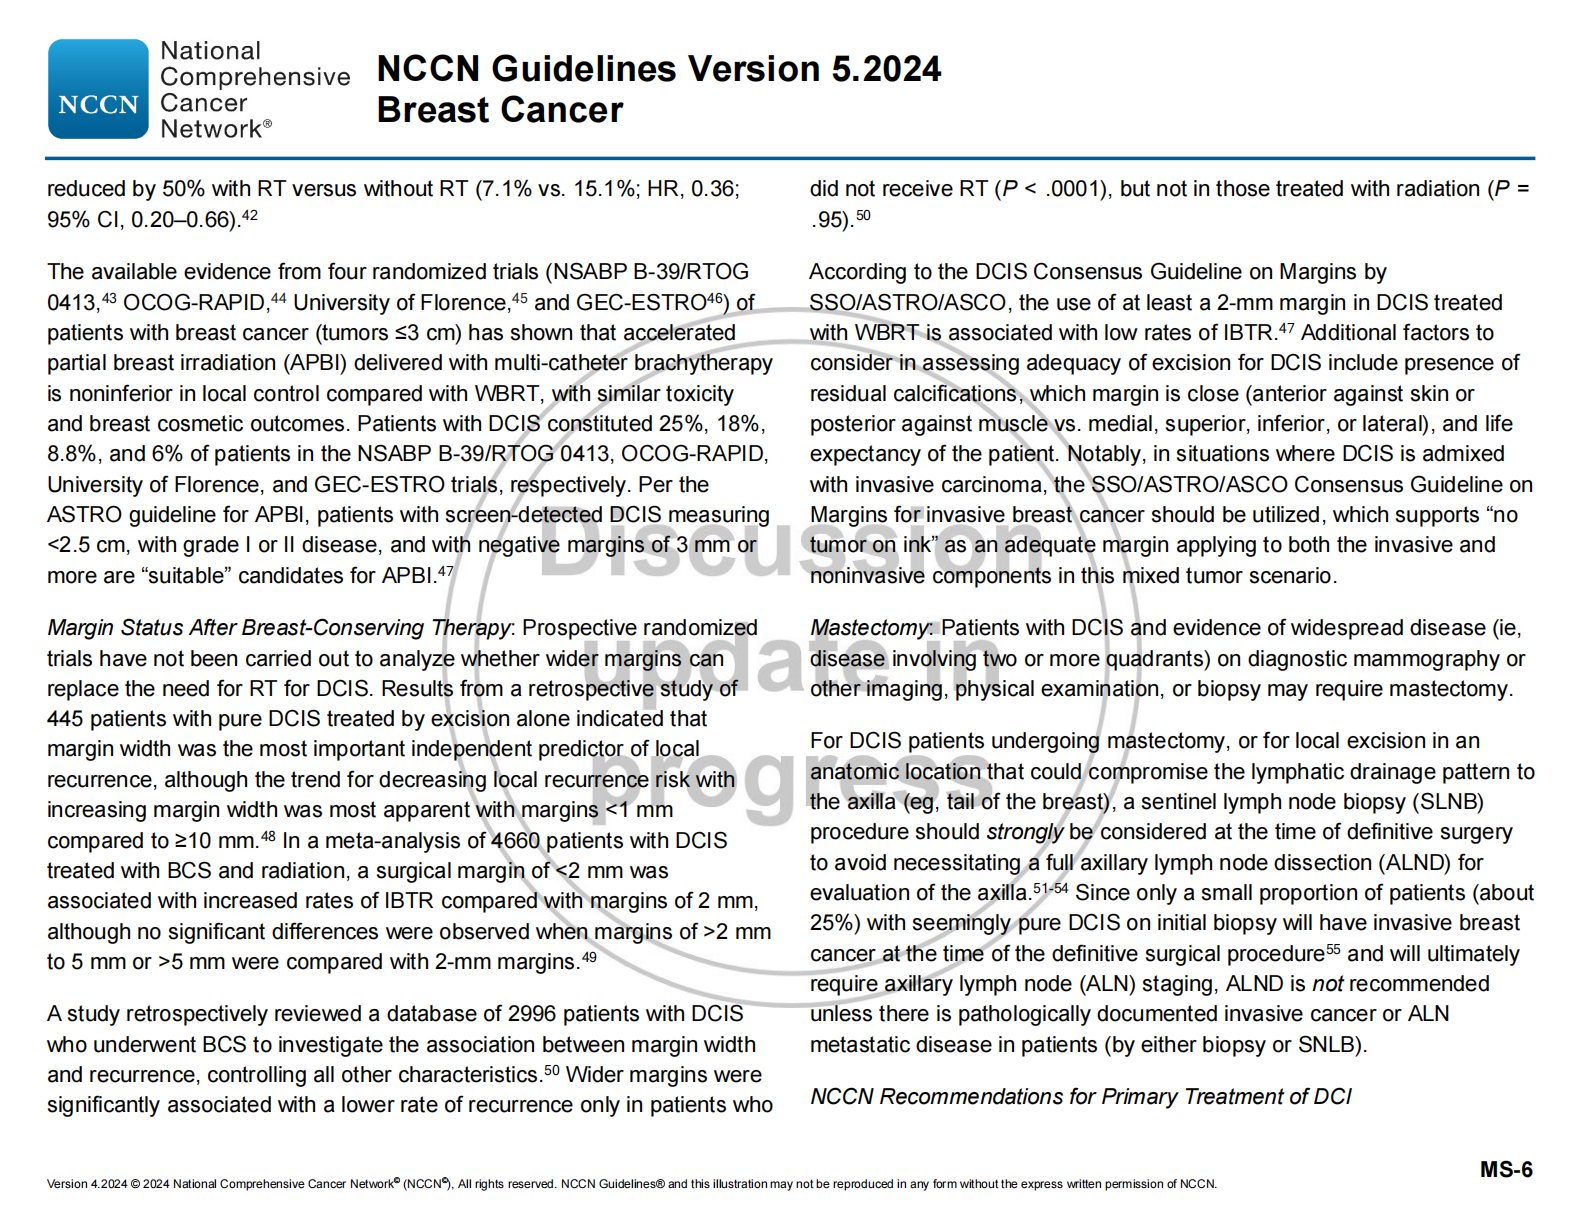 National
Comprehensive
NCCN
Cancer
Network®
NCCN Guidelines Version 5.2024
Breast Cancer
reduced by 50% with RT versus without RT (7.1% vs. 15.1%; HR, 0.36;
95% CI, 0.20–0.66).42
The available evidence from four randomized trials (NSABP B-39/RTOG
0413,43 OCOG-RAPID,44 University of Florence,45 and GEC-ESTRO46) of
patients with breast cancer (tumors ≤3 cm) has shown that accelerated
partial breast irradiation (APBI) delivered with multi-catheter brachytherapy
is noninferior in local control compared with WBRT, with similar toxicity
and breast cosmetic outcomes. Patients with DCIS constituted 25%, 18%,
8.8%, and 6% of patients in the NSABP B-39/RTOG 0413, OCOG-RAPID,
University of Florence, and GEC-ESTRO trials, respectively. Per the
ASTRO guideline for APBI, patients with screen-detected DCIS measuring
<2.5 cm, with grade I or II disease, and with negative margins of 3 mm or
more are “suitable” candidates for APBI.47
Margin Status After Breast-Conserving Therapy: Prospective randomized
trials have not been carried out to analyze whether wider margins can
replace the need for RT for DCIS. Results from a retrospective study of
445 patients with pure DCIS treated by excision alone indicated that
margin width was the most important independent predictor of local
recurrence, although the trend for decreasing local recurrence risk with
increasing margin width was most apparent with margins <1 mm
compared to ≥10 mm.48 In a meta-analysis of 4660 patients with DCIS
treated with BCS and radiation, a surgical margin of <2 mm was
associated with increased rates of IBTR compared with margins of 2 mm,
although no significant differences were observed when margins of >2 mm
to 5 mm or >5 mm were compared with 2-mm margins.49
A study retrospectively reviewed a database of 2996 patients with DCIS
who underwent BCS to investigate the association between margin width
and recurrence, controlling all other characteristics.50 Wider margins were
significantly associated with a lower rate of recurrence only in patients who
did not receive RT (P < .0001), but not in those treated with radiation (P =
.95).50
According to the DCIS Consensus Guideline on Margins by
SSO/ASTRO/ASCO, the use of at least a 2-mm margin in DCIS treated
with WBRT is associated with low rates of IBTR.47 Additional factors to
consider in assessing adequacy of excision for DCIS include presence of
residual calcifications, which margin is close (anterior against skin or
posterior against muscle vs. medial, superior, inferior, or lateral), and life
expectancy of the patient. Notably, in situations where DCIS is admixed
with invasive carcinoma, the SSO/ASTRO/ASCO Consensus Guideline on
Margins for invasive breast cancer should be utilized, which supports “no
tumor on ink” as an adequate margin applying to both the invasive and
noninvasive components in this mixed tumor scenario.
Mastectomy: Patients with DCIS and evidence of widespread disease (ie,
disease involving two or more quadrants) on diagnostic mammography or
other imaging, physical examination, or biopsy may require mastectomy.
For DCIS patients undergoing mastectomy, or for local excision in an
anatomic location that could compromise the lymphatic drainage pattern to
the axilla (eg, tail of the breast), a sentinel lymph node biopsy (SLNB)
procedure should strongly be considered at the time of definitive surgery
to avoid necessitating a full axillary lymph node dissection (ALND) for
evaluation of the axilla.51-54 Since only a small proportion of patients (about
25%) with seemingly pure DCIS on initial biopsy will have invasive breast
cancer at the time of the definitive surgical procedure55 and will ultimately
require axillary lymph node (ALN) staging, ALND is not recommended
unless there is pathologically documented invasive cancer or ALN
metastatic disease in patients (by either biopsy or SNLB).
NCCN Recommendations for Primary Treatment of DCI
Discussion
update in
progress
MS-6
Version 4.2024 © 2024 National Comprehensive Cancer Network© (NCCN©), All rights reserved. NCCN Guidelines® and this illustration may not be reproduced in any form without the express written permission of NCCN.